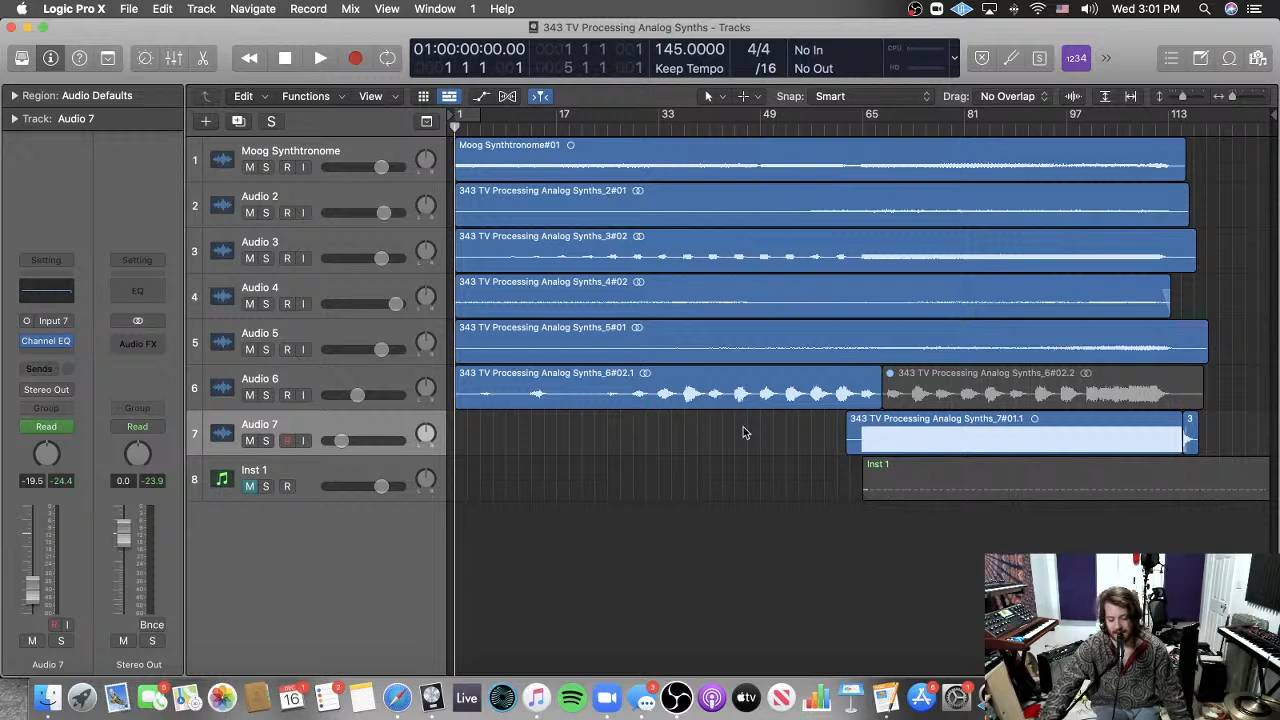 Logic Pro X File Edit Track Navigate Record Mix View Window 1 Help Wed 3:01 PM
343 TV Processing Analog Synths - Tracks
01:00:00:00.00 1 1 1 1 145.0000 4/4 No In CPU
1 1 1 5 1 1 1 Keep Tempo /16 No Out HD 1234
Region: Audio Defaults Edit Functions View Snap: Smart Drag: No Overlap
Track: Audio 7 S 1 17 33 49 65 81 97 113
1 Moog Synthtronome M S R I Moog Synthtronome#01
2 Audio 2 M S R I 343 TV Processing Analog Synths_2#01
3 Audio 3 M S R I 343 TV Processing Analog Synths_3#02
4 Audio 4 M S R I 343 TV Processing Analog Synths_4#02
5 Audio 5 M S R I 343 TV Processing Analog Synths_5#01
6 Audio 6 M S R I 343 TV Processing Analog Synths_6#02.1 343 TV Processing Analog Synths_6#02.2
7 Audio 7 M S R I 343 TV Processing Analog Synths_7#01.1 3
8 Inst 1 M S R Inst 1
Setting Setting
EQ
Input 7
Channel EQ Audio FX
Sends
Stereo Out
Group Group
Read Read
-19.5 -24.4 0.0 -23.9
R I Bnce
M S M S
Audio 7 Stereo Out
DEC 16 Live tv